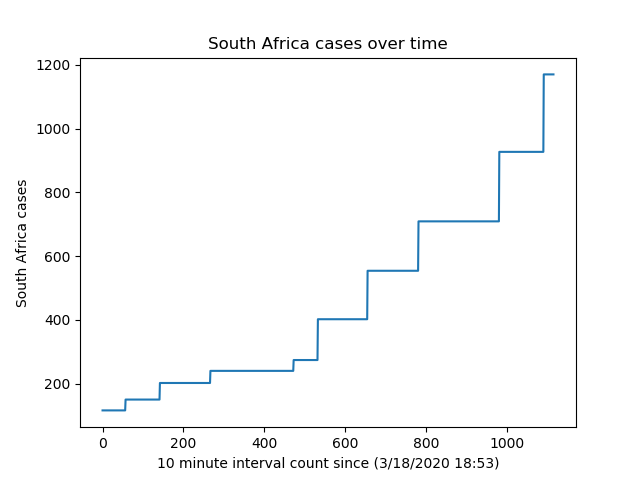 South Africa cases over time
1200
1000
800
600
400
200
South Africa cases
0 200 400 600 800 1000
10 minute interval count since (3/18/2020 18:53)